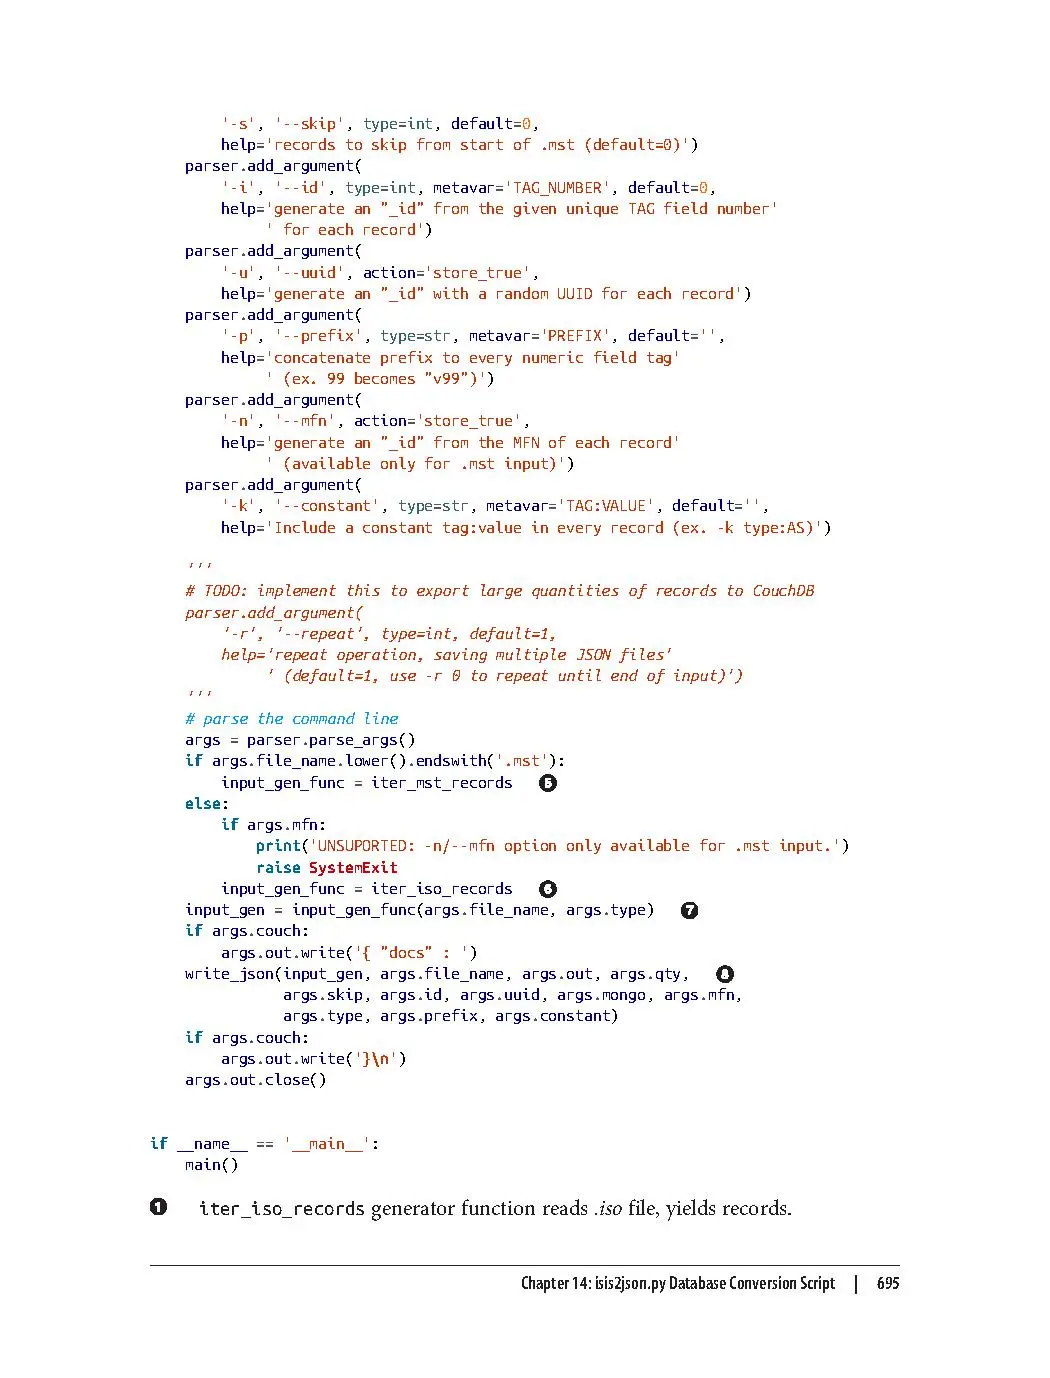 '-s', '--skip', type=int, default=0,
help='records to skip from start of .mst (default=0)')
parser.add_argument(
'-i', '--id', type=int, metavar='TAG_NUMBER', default=0,
help='generate an "_id" from the given unique TAG field number'
' for each record')
parser.add_argument(
'-u', '--uuid', action='store_true',
help='generate an "_id" with a random UUID for each record')
parser.add_argument(
'-p', '--prefix', type=str, metavar='PREFIX', default='',
help='concatenate prefix to every numeric field tag'
' (ex. 99 becomes "v99")')
parser.add_argument(
'-n', '--mfn', action='store_true',
help='generate an "_id" from the MFN of each record'
' (available only for .mst input)')
parser.add_argument(
'-k', '--constant', type=str, metavar='TAG:VALUE', default='',
help='Include a constant tag:value in every record (ex. -k type:AS)')
'''
# TODO: implement this to export large quantities of records to CouchDB
parser.add_argument(
'-r', '--repeat', type=int, default=1,
help='repeat operation, saving multiple JSON files'
' (default=1, use -r 0 to repeat until end of input)')
'''
# parse the command line
args = parser.parse_args()
if args.file_name.lower().endswith('.mst'):
input_gen_func = iter_mst_records ❺
else:
if args.mfn:
print('UNSUPORTED: -n/--mfn option only available for .mst input.')
raise SystemExit
input_gen_func = iter_iso_records ❻
input_gen = input_gen_func(args.file_name, args.type) ❼
if args.couch:
args.out.write('{ "docs" : ')
write_json(input_gen, args.file_name, args.out, args.qty, ❽
args.skip, args.id, args.uuid, args.mongo, args.mfn,
args.type, args.prefix, args.constant)
if args.couch:
args.out.write('}\n')
args.out.close()
if __name__ == '__main__':
main()
❶ iter_iso_records generator function reads .iso file, yields records.
Chapter 14: isis2json.py Database Conversion Script | 695